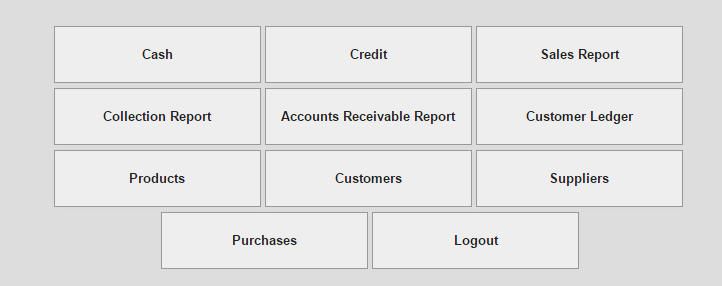 Cash
Credit
Sales Report
Collection Report
Accounts Receivable Report
Customer Ledger
Products
Customers
Suppliers
Purchases
Logout